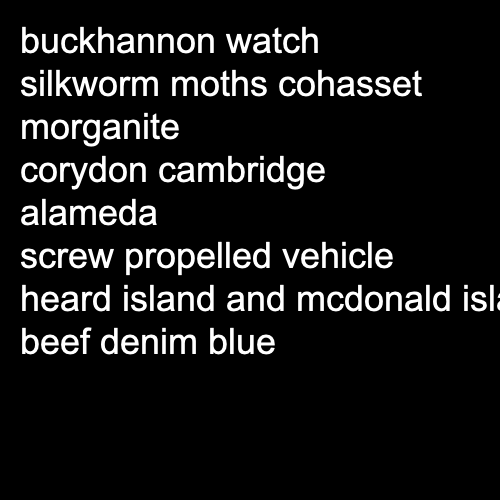 buckhannon watch
silkworm moths cohasset
morganite
corydon cambridge
alameda
screw propelled vehicle
heard island and mcdonald
beef denim blue